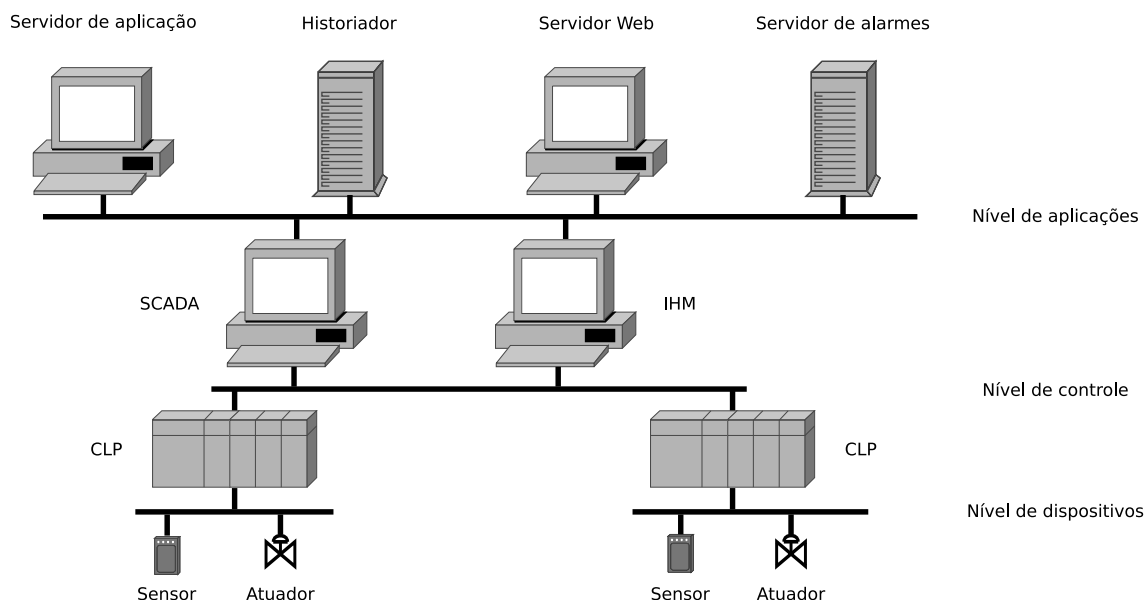 Servidor de aplicação
Historiador
Servidor Web
Servidor de alarmes
Nível de aplicações
SCADA
IHM
Nível de controle
CLP
CLP
Nível de dispositivos
Sensor
Atuador
Sensor
Atuador